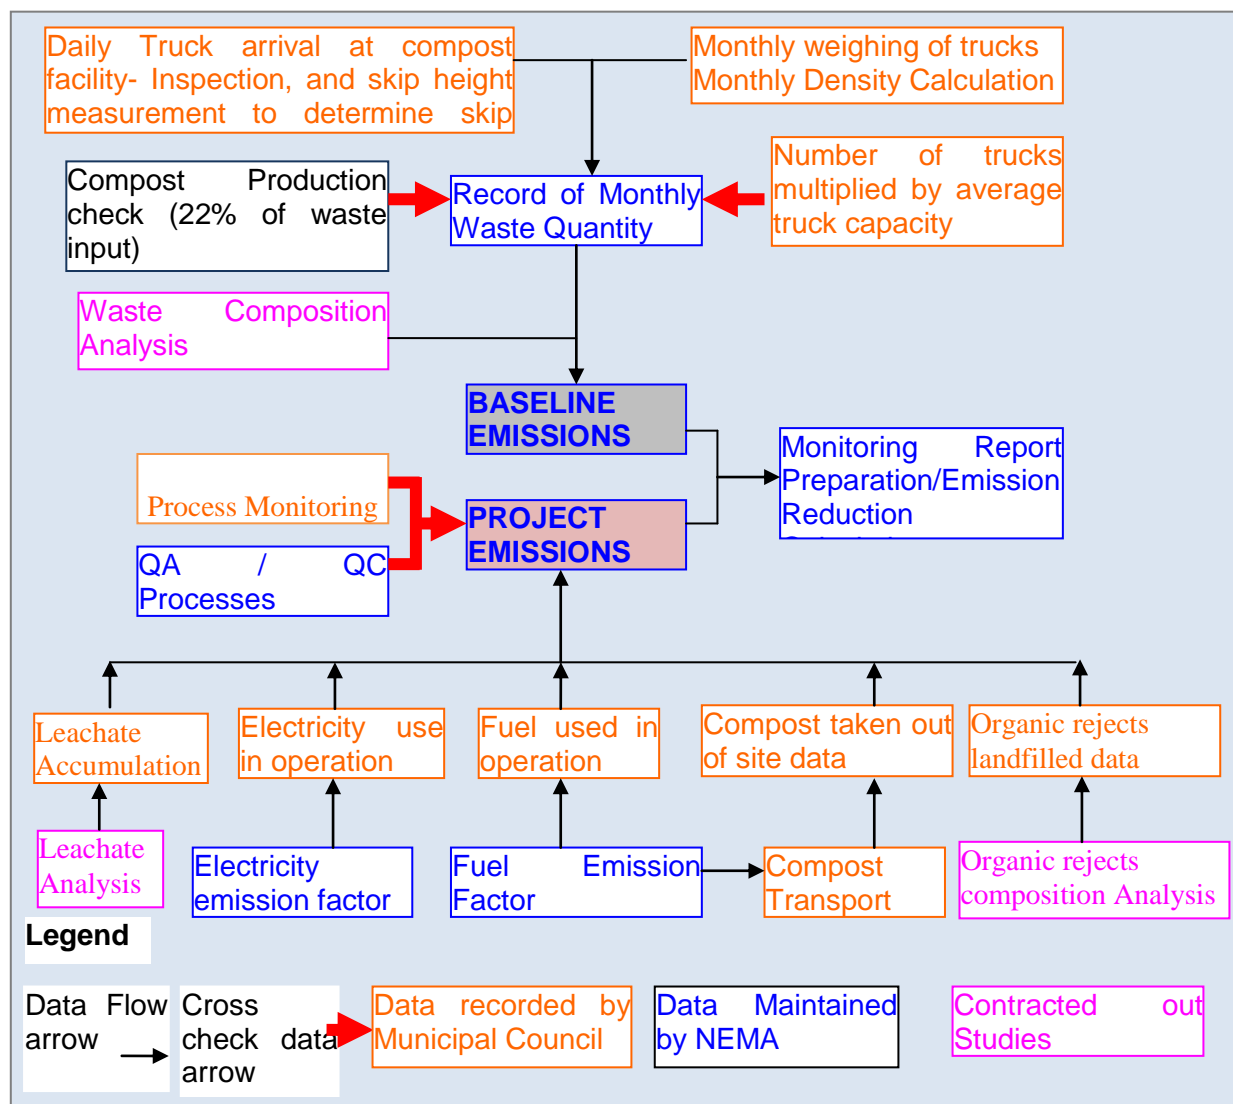 Daily Truck arrival at compost
facility- Inspection, and skip height
measurement to determine skip
Monthly weighing of trucks
Monthly Density Calculation
Compost Production
check (22% of waste
input)
Record of Monthly
Waste Quantity
Number of trucks
multiplied by average
truck capacity
Waste Composition
Analysis
BASELINE
EMISSIONS
Monitoring Report
Preparation/Emission
Reduction
Process Monitoring
PROJECT
EMISSIONS
QA / QC
Processes
Leachate
Accumulation
Electricity use
in operation
Fuel used in
operation
Compost taken out
of site data
Organic rejects
landfilled data
Leachate
Analysis
Electricity
emission factor
Fuel Emission
Factor
Compost
Transport
Organic rejects
composition Analysis
Legend
Data Flow
arrow
Cross
check data
arrow
Data recorded by
Municipal Council
Data Maintained
by NEMA
Contracted out
Studies